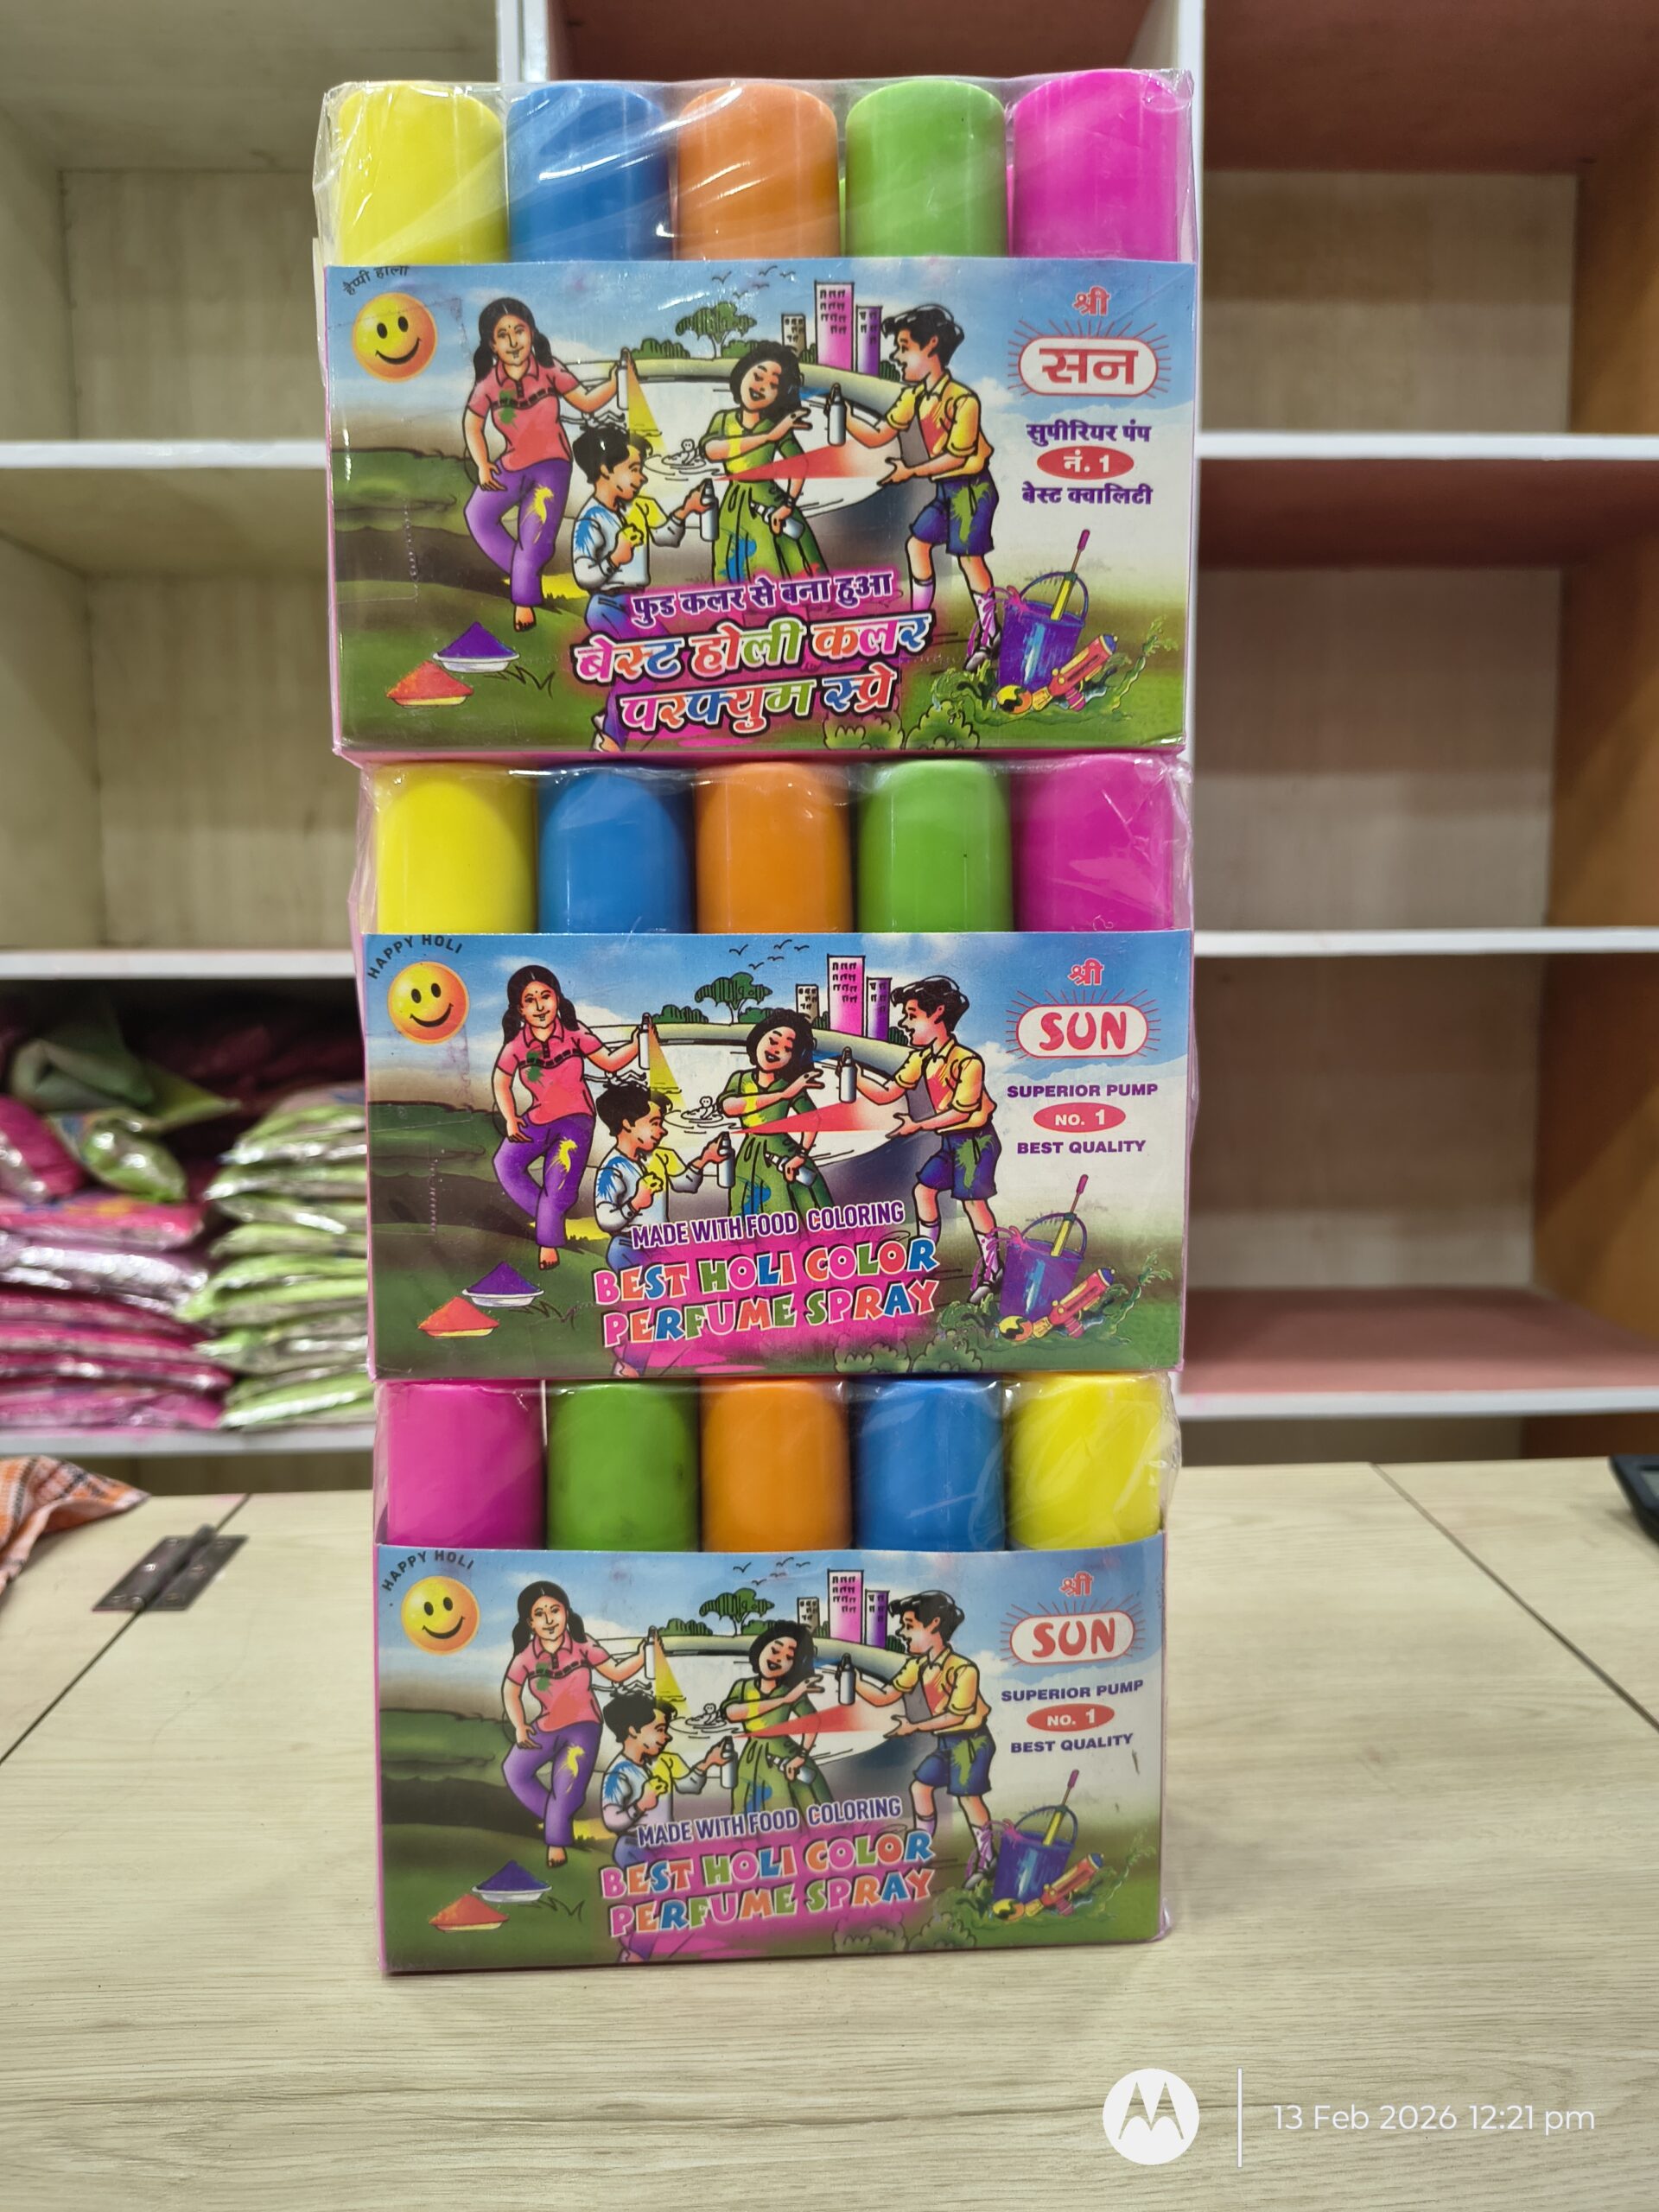 हैप्पी होली
श्री
सन
सुपीरियर पंप
नं. 1
बेस्ट क्वालिटी
फुड कलर से बना हुआ
बेस्ट होली कलर
परफ्युम स्प्रे
HAPPY HOLI
श्री
SUN
SUPERIOR PUMP
NO. 1
BEST QUALITY
MADE WITH FOOD COLORING
BEST HOLI COLOR
PERFUME SPRAY
HAPPY HOLI
श्री
SUN
SUPERIOR PUMP
NO. 1
BEST QUALITY
MADE WITH FOOD COLORING
BEST HOLI COLOR
PERFUME SPRAY
13 Feb 2026 12:21 pm